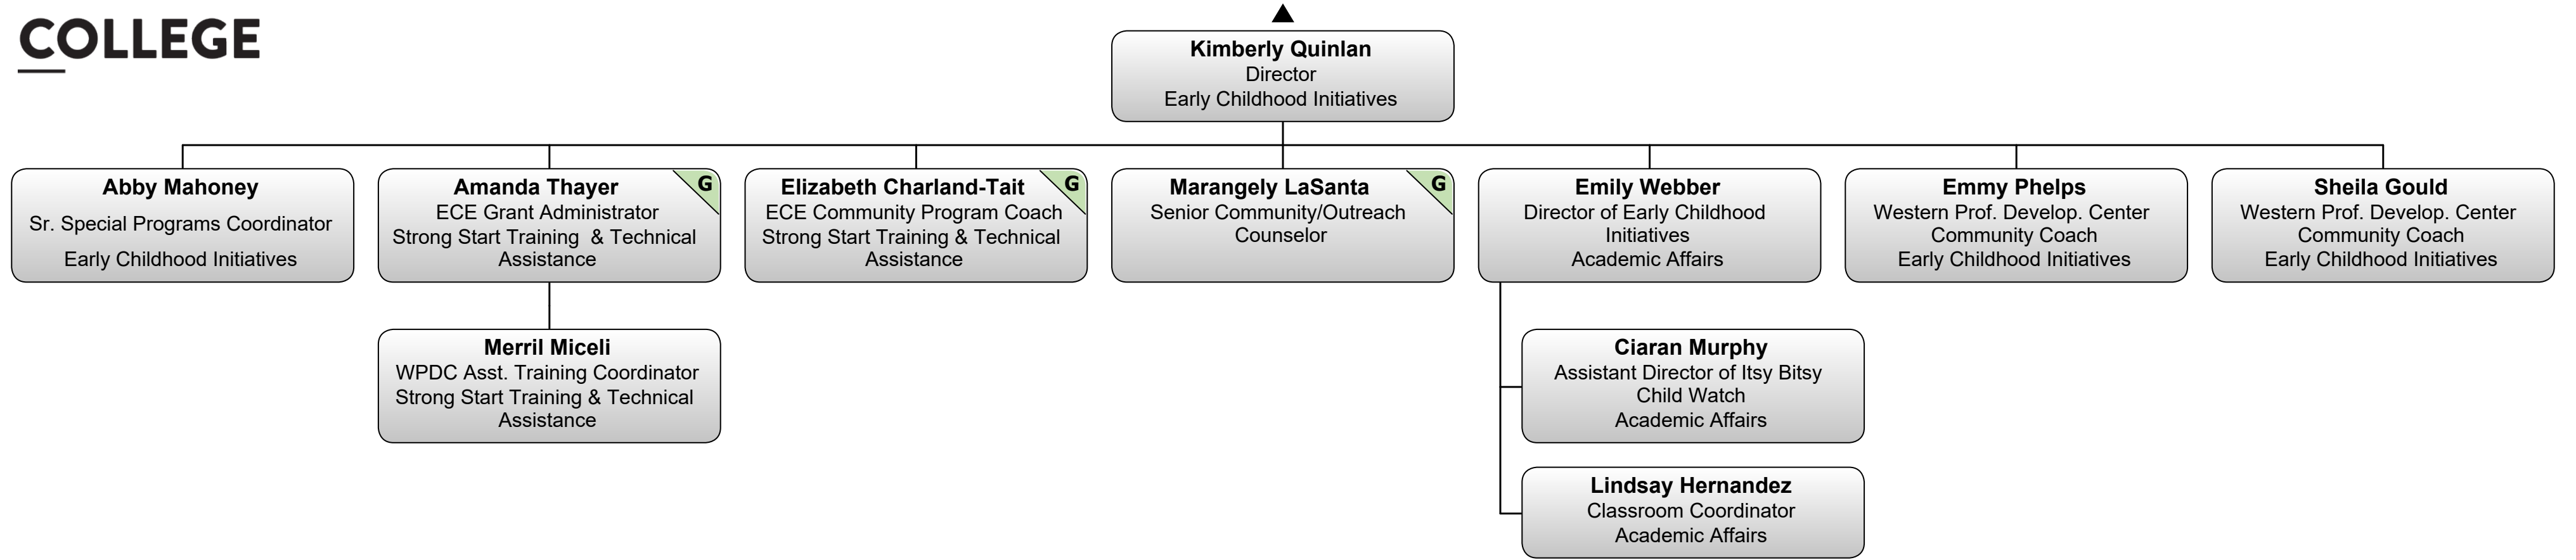 COLLEGE
Kimberly Quinlan
Director
Early Childhood Initiatives
Abby Mahoney
Sr. Special Programs Coordinator
Early Childhood Initiatives
Amanda Thayer
G
ECE Grant Administrator
Strong Start Training & Technical
Assistance
Elizabeth Charland-Tait
G
ECE Community Program Coach
Strong Start Training & Technical
Assistance
Marangely LaSanta
G
Senior Community/Outreach
Counselor
Emily Webber
Director of Early Childhood
Initiatives
Academic Affairs
Emmy Phelps
Western Prof. Develop. Center
Community Coach
Early Childhood Initiatives
Sheila Gould
Western Prof. Develop. Center
Community Coach
Early Childhood Initiatives
Merril Miceli
WPDC Asst. Training Coordinator
Strong Start Training & Technical
Assistance
Ciaran Murphy
Assistant Director of Itsy Bitsy
Child Watch
Academic Affairs
Lindsay Hernandez
Classroom Coordinator
Academic Affairs